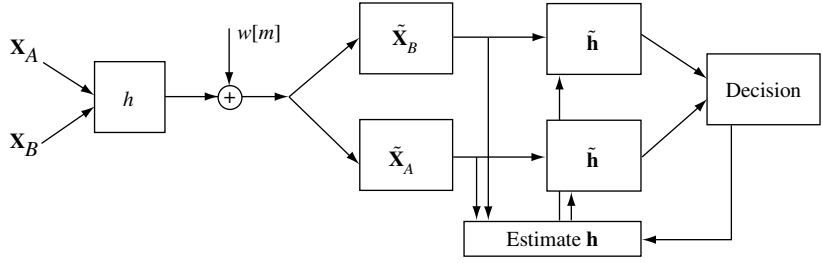 X_A
X_B
h
w[m]
+
X̃_B
X̃_A
h̃
h̃
Decision
Estimate h